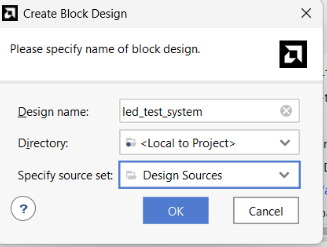 Create Block Design
Please specify name of block design.
Design name: led_test_system
Directory: <Local to Project>
Specify source set: Design Sources
? OK Cancel